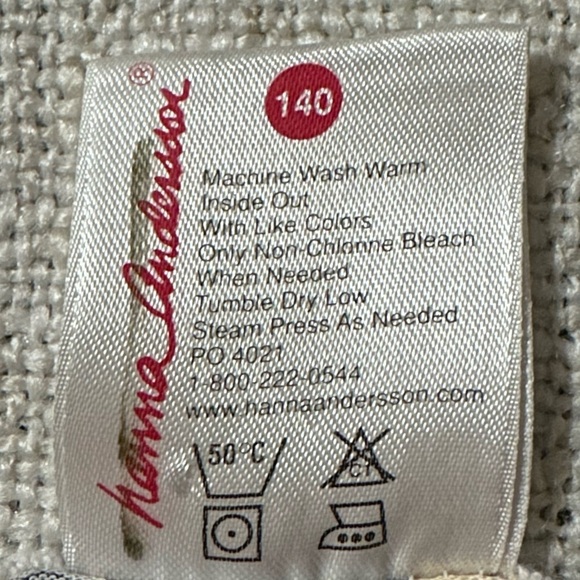 hanna Andersson®
140
Machine Wash Warm
Inside Out
With Like Colors
Only Non-Chlorine Bleach
When Needed
Tumble Dry Low
Steam Press As Needed
PO 4021
1-800-222-0544
www.hannaandersson.com
50°C
Cl